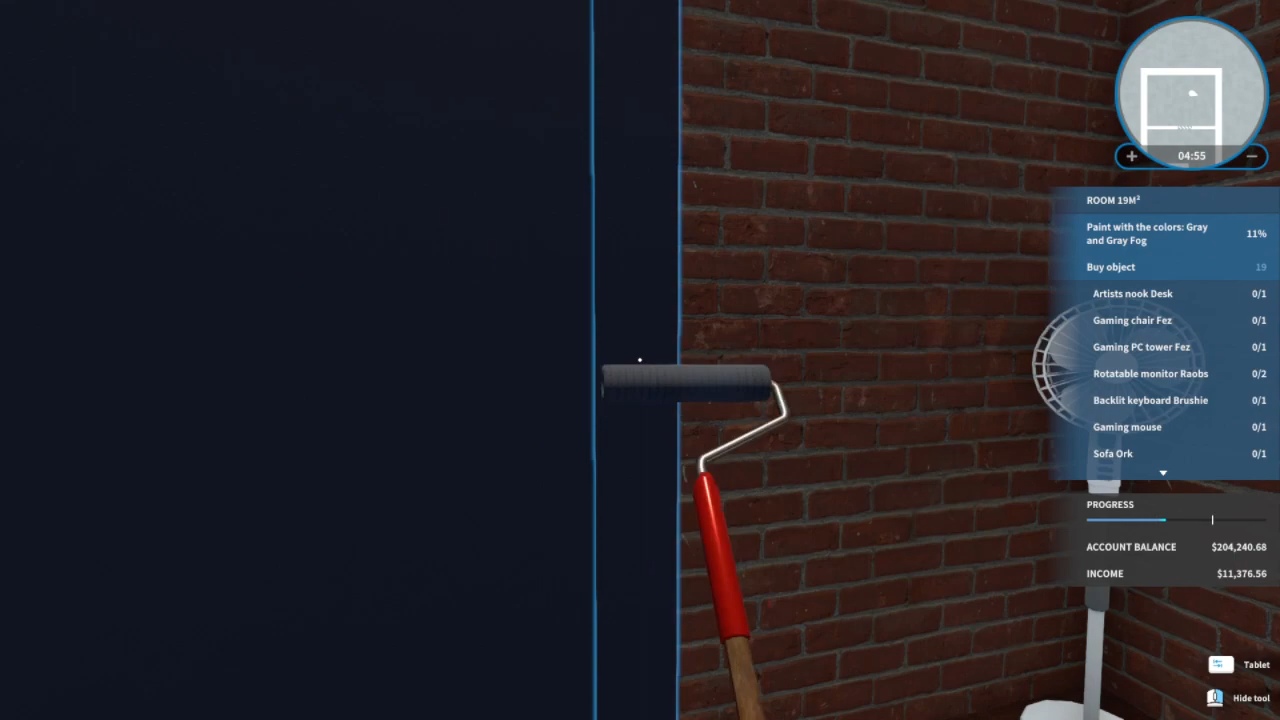 04:55
ROOM 19M²
Paint with the colors: Gray
and Gray Fog
11%
Buy object 19
Artists nook Desk 0/1
Gaming chair Fez 0/1
Gaming PC tower Fez 0/1
Rotatable monitor Raobs 0/2
Backlit keyboard Brushie 0/1
Gaming mouse 0/1
Sofa Ork 0/1
PROGRESS
ACCOUNT BALANCE $204,240.68
INCOME $11,376.56
Tablet
Hide tool